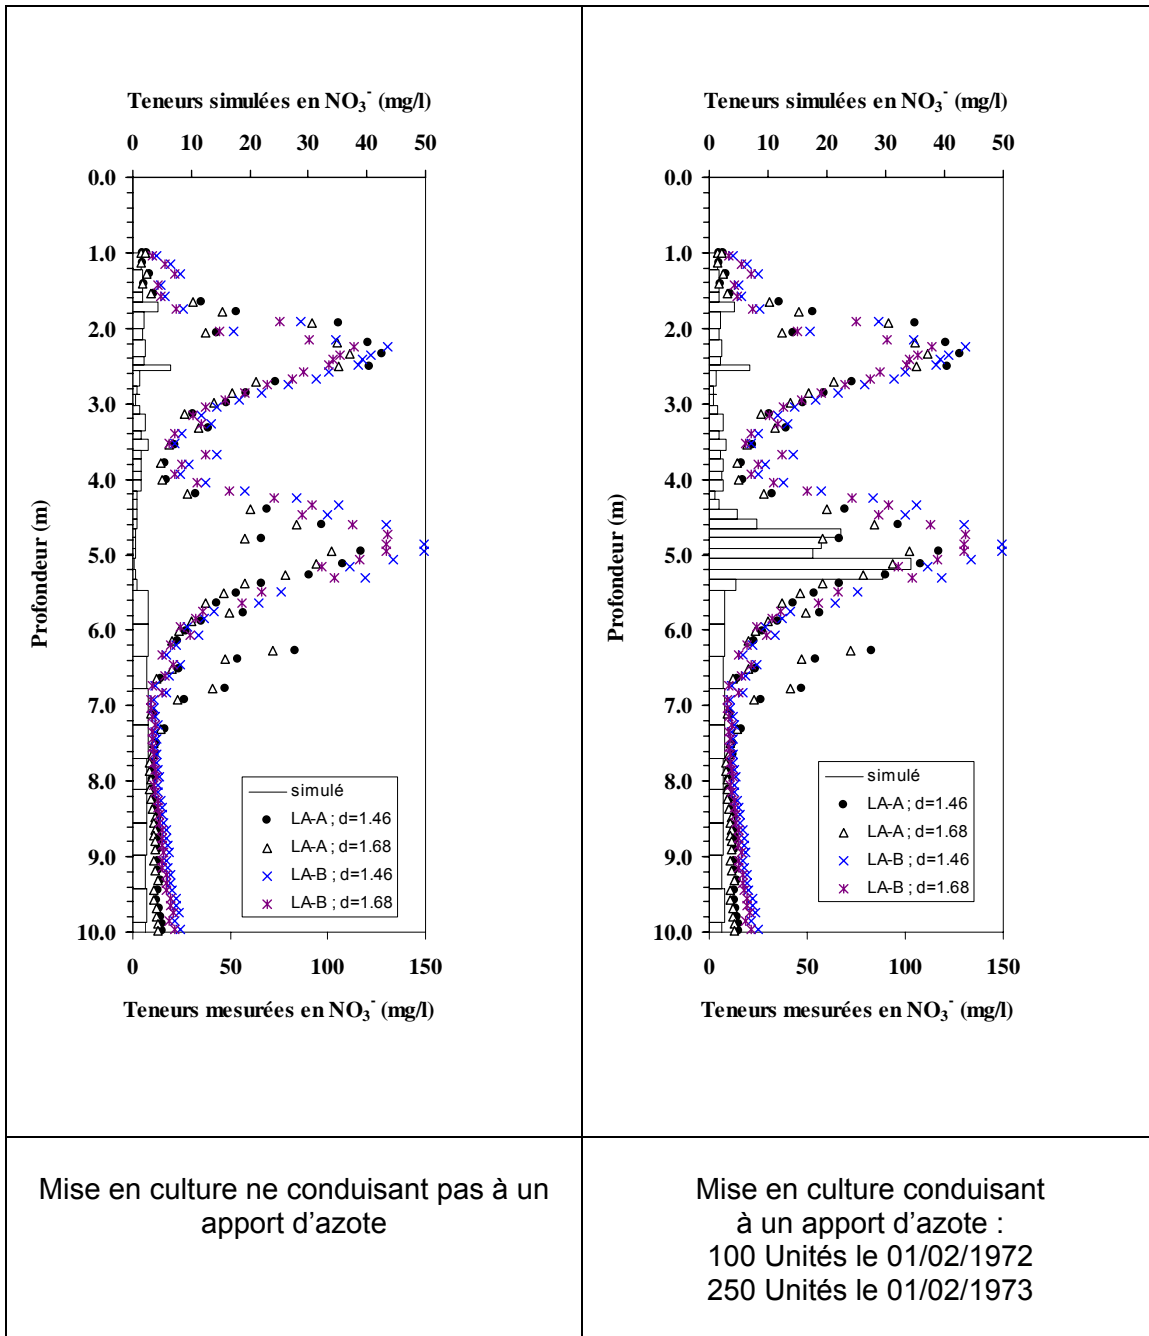 Teneurs simulées en NO3- (mg/l)
0 10 20 30 40 50
0.0
1.0
2.0
3.0
4.0
5.0
6.0
7.0
8.0
9.0
10.0
Profondeur (m)
simulé
LA-A ; d=1.46
LA-A ; d=1.68
LA-B ; d=1.46
LA-B ; d=1.68
0 50 100 150
Teneurs mesurées en NO3- (mg/l)
Teneurs simulées en NO3- (mg/l)
0 10 20 30 40 50
0.0
1.0
2.0
3.0
4.0
5.0
6.0
7.0
8.0
9.0
10.0
Profondeur (m)
simulé
LA-A ; d=1.46
LA-A ; d=1.68
LA-B ; d=1.46
LA-B ; d=1.68
0 50 100 150
Teneurs mesurées en NO3- (mg/l)
Mise en culture ne conduisant pas à un
apport d'azote
Mise en culture conduisant
à un apport d'azote :
100 Unités le 01/02/1972
250 Unités le 01/02/1973